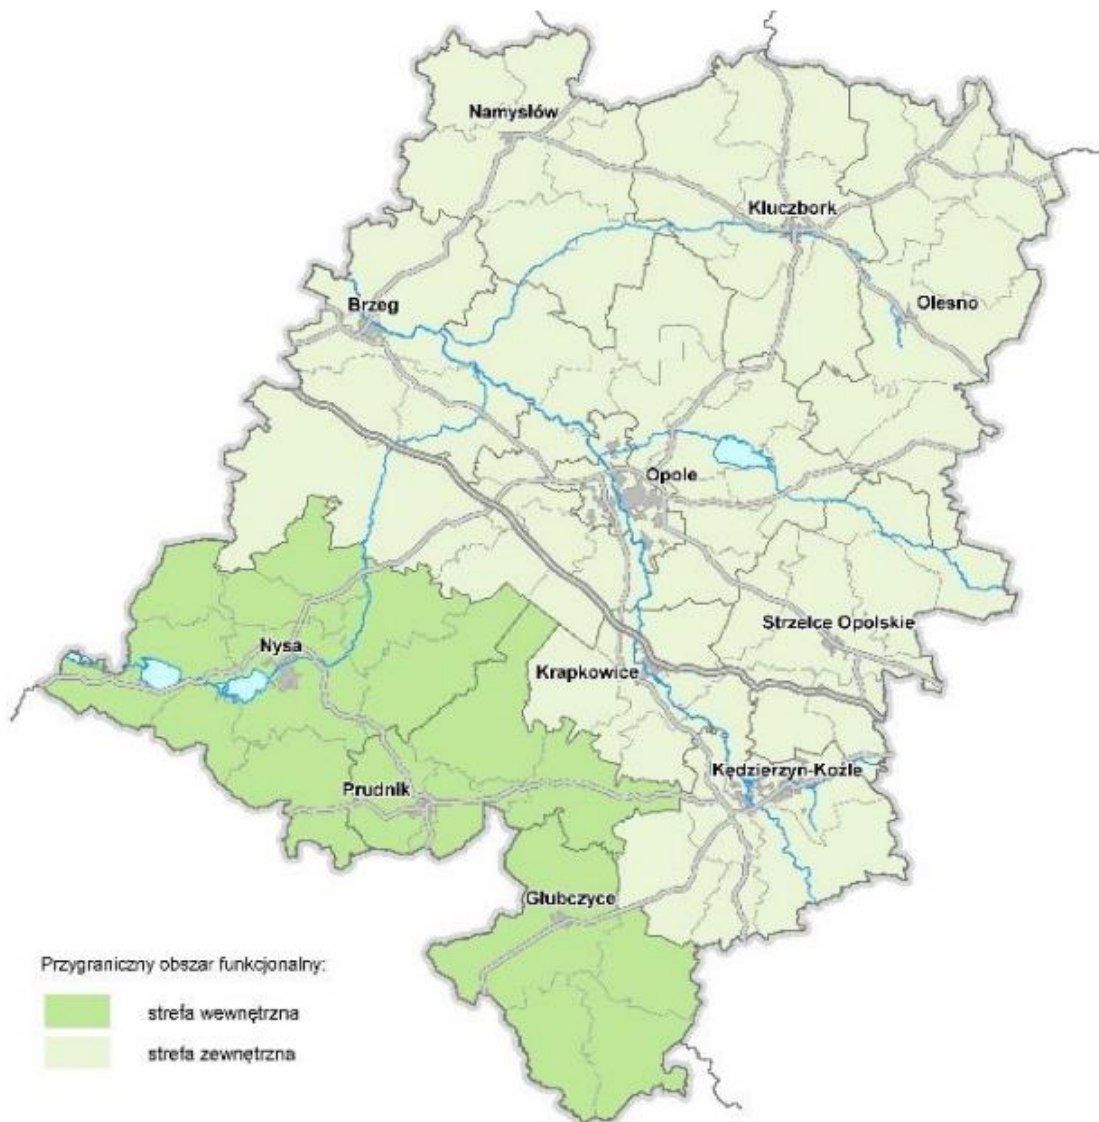 Namysłów
Kluczbork
Brzeg
Olesno
Opole
Strzelce Opolskie
Nysa
Krapkowice
Kędzierzyn-Koźle
Prudnik
Głubczyce
Przygraniczny obszar funkcjonalny:
strefa wewnętrzna
strefa zewnętrzna